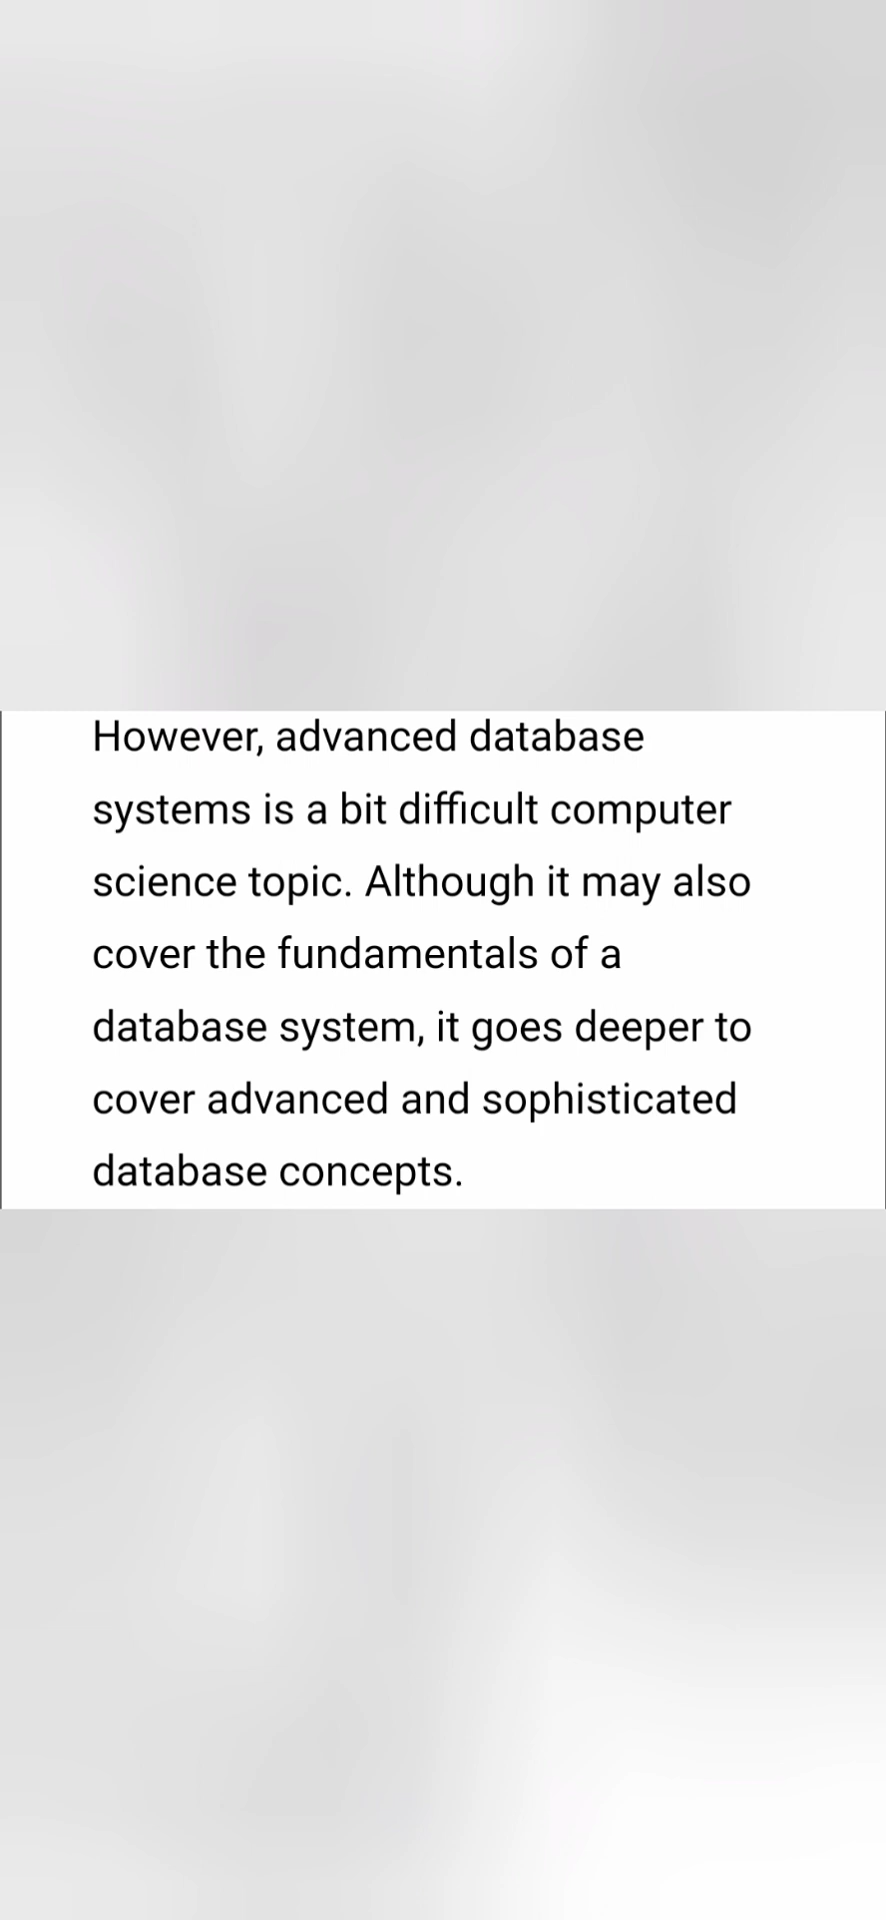 However, advanced database
systems is a bit difficult computer
science topic. Although it may also
cover the fundamentals of a
database system, it goes deeper to
cover advanced and sophisticated
database concepts.